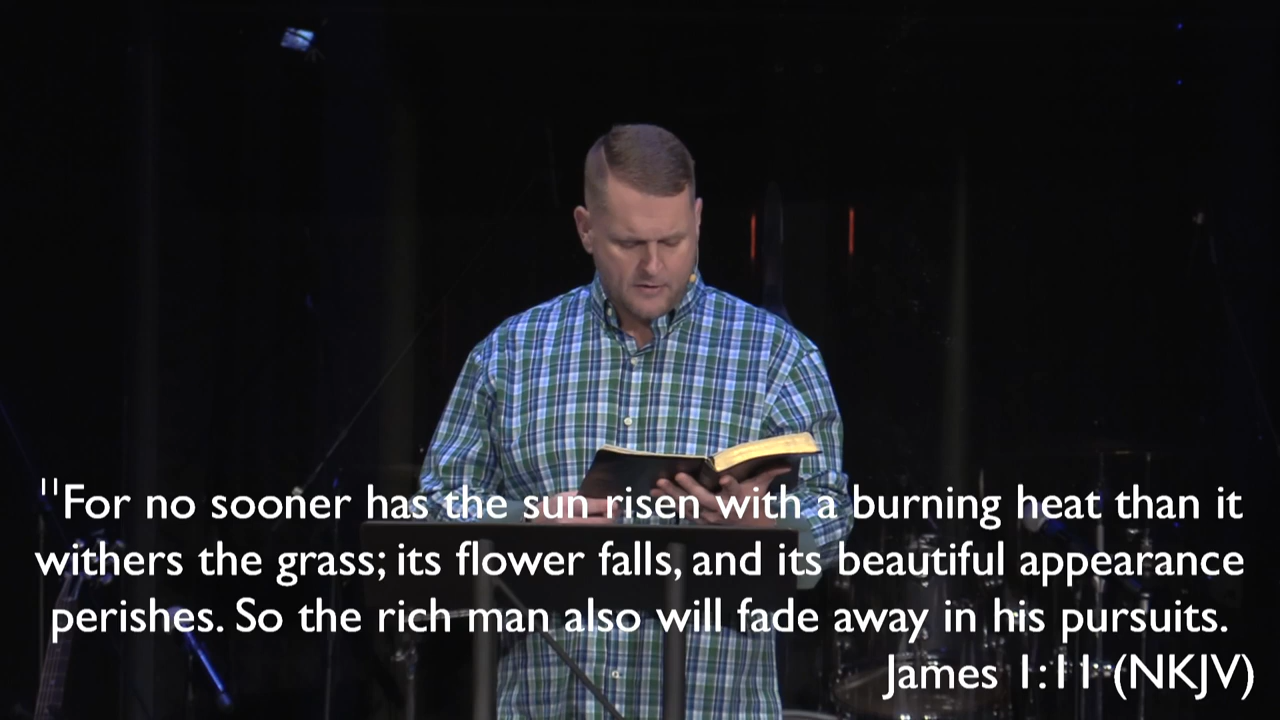 ¹¹For no sooner has the sun risen with a burning heat than it
withers the grass; its flower falls, and its beautiful appearance
perishes. So the rich man also will fade away in his pursuits.
James 1:11 (NKJV)